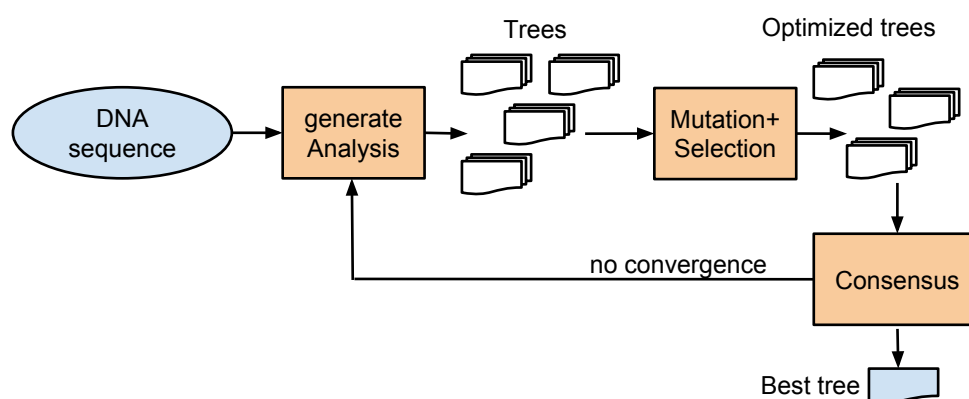 Trees
Optimized trees
DNA
sequence
generate
Analysis
Mutation+
Selection
no convergence
Consensus
Best tree